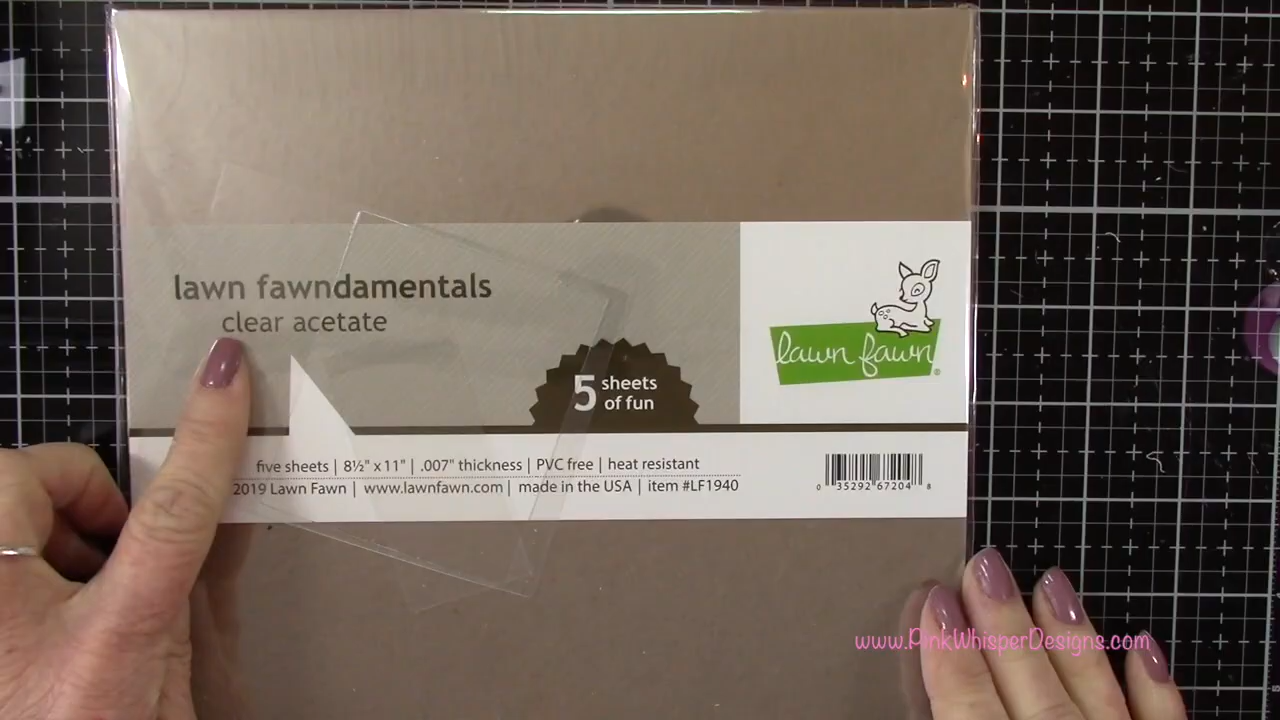 lawn fawndamentals
clear acetate
5 sheets
of fun
lawn fawn®
five sheets | 8½" x 11" | .007" thickness | PVC free | heat resistant
2019 Lawn Fawn | www.lawnfawn.com | made in the USA | item #LF1940
0 35292 67204 8
www.PinkWhisperDesigns.com